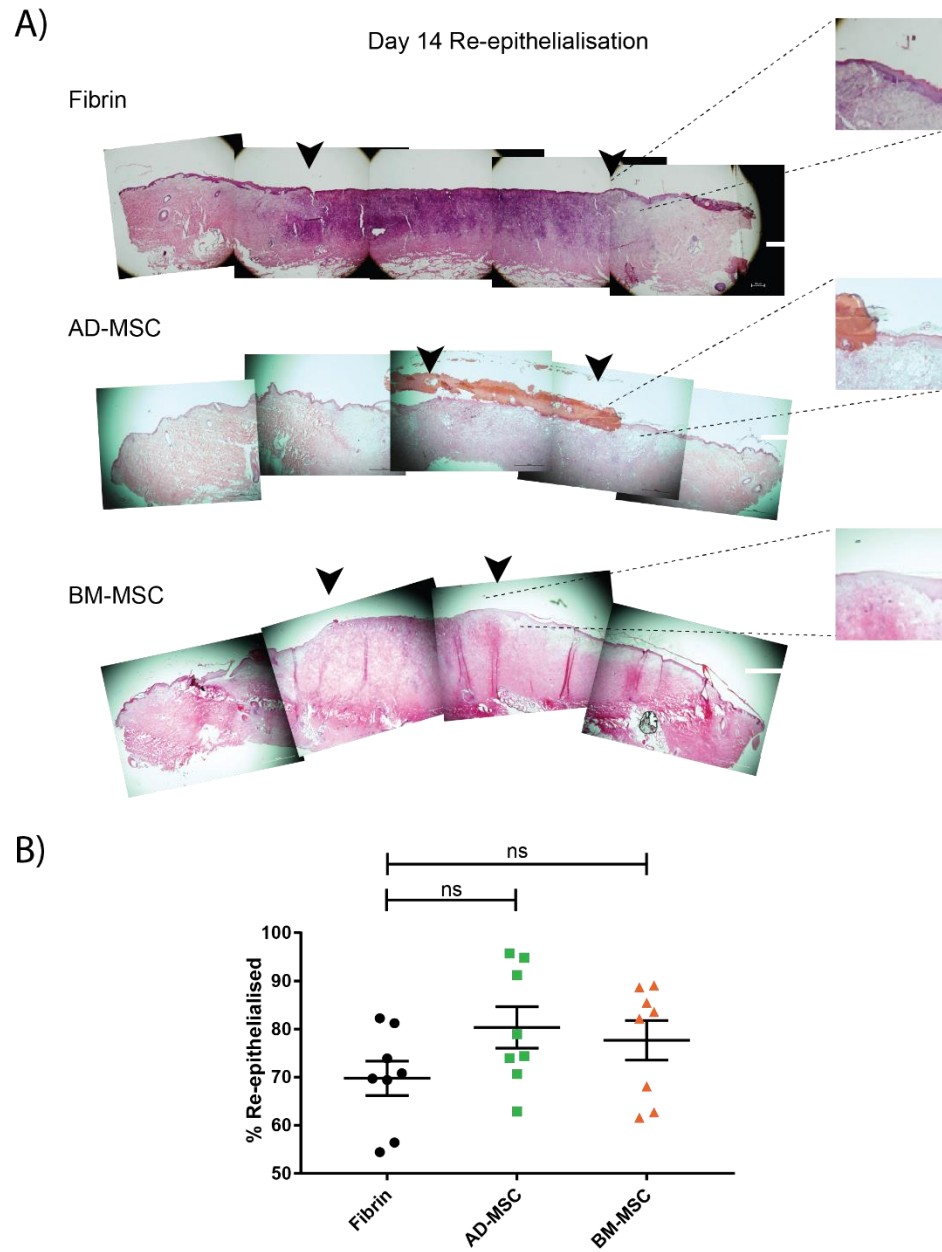 A)
Day 14 Re-epithelialisation
Fibrin
AD-MSC
BM-MSC
B)
ns
ns
100
90
80
70
60
50
% Re-epithelialised
Fibrin
AD-MSC
BM-MSC